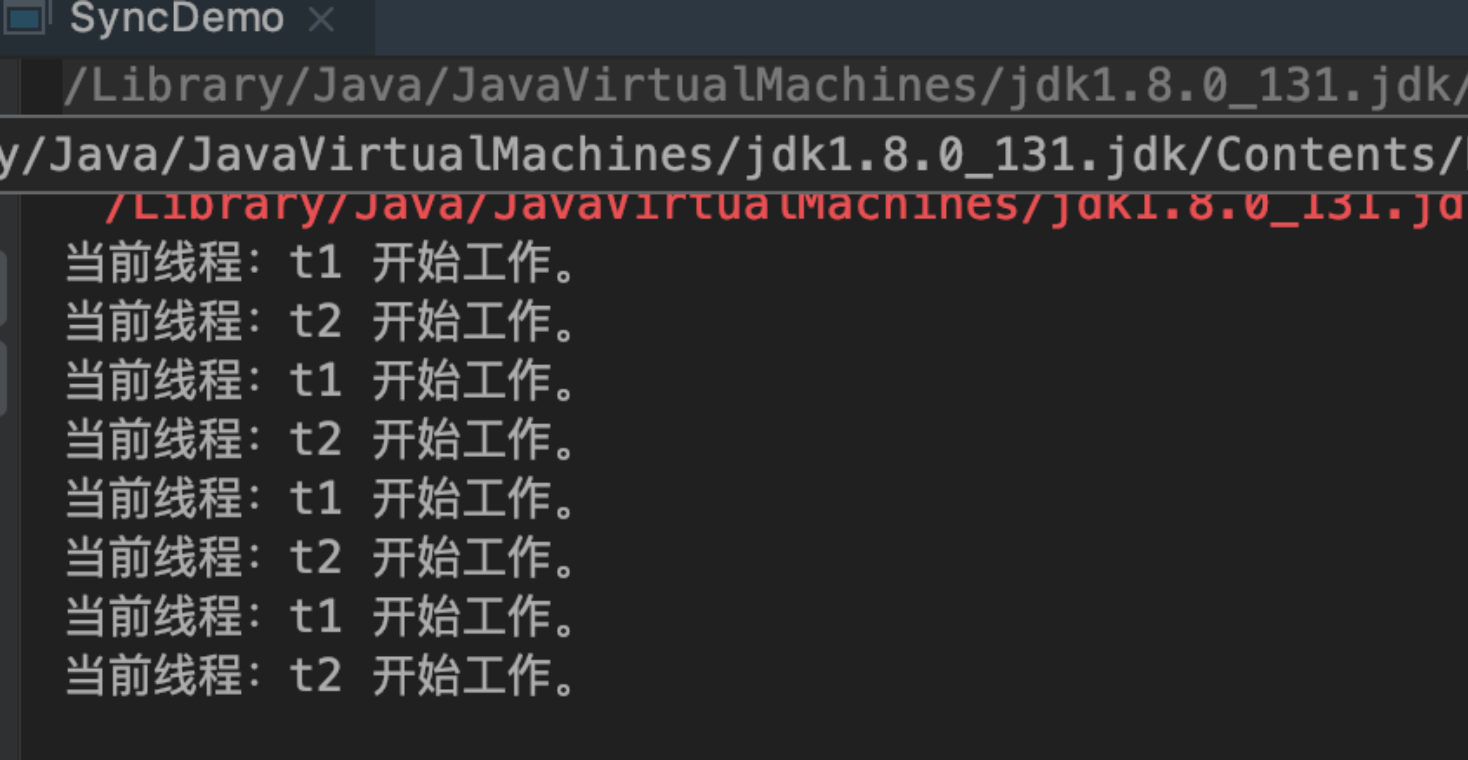 SyncDemo
/Library/Java/JavaVirtualMachines/jdk1.8.0_131.jdk/
y/Java/JavaVirtualMachines/jdk1.8.0_131.jdk/Contents/
/Library/Java/JavaVirtualMachines/jdk1.8.0_131.jd
当前线程：t1 开始工作。
当前线程：t2 开始工作。
当前线程：t1 开始工作。
当前线程：t2 开始工作。
当前线程：t1 开始工作。
当前线程：t2 开始工作。
当前线程：t1 开始工作。
当前线程：t2 开始工作。